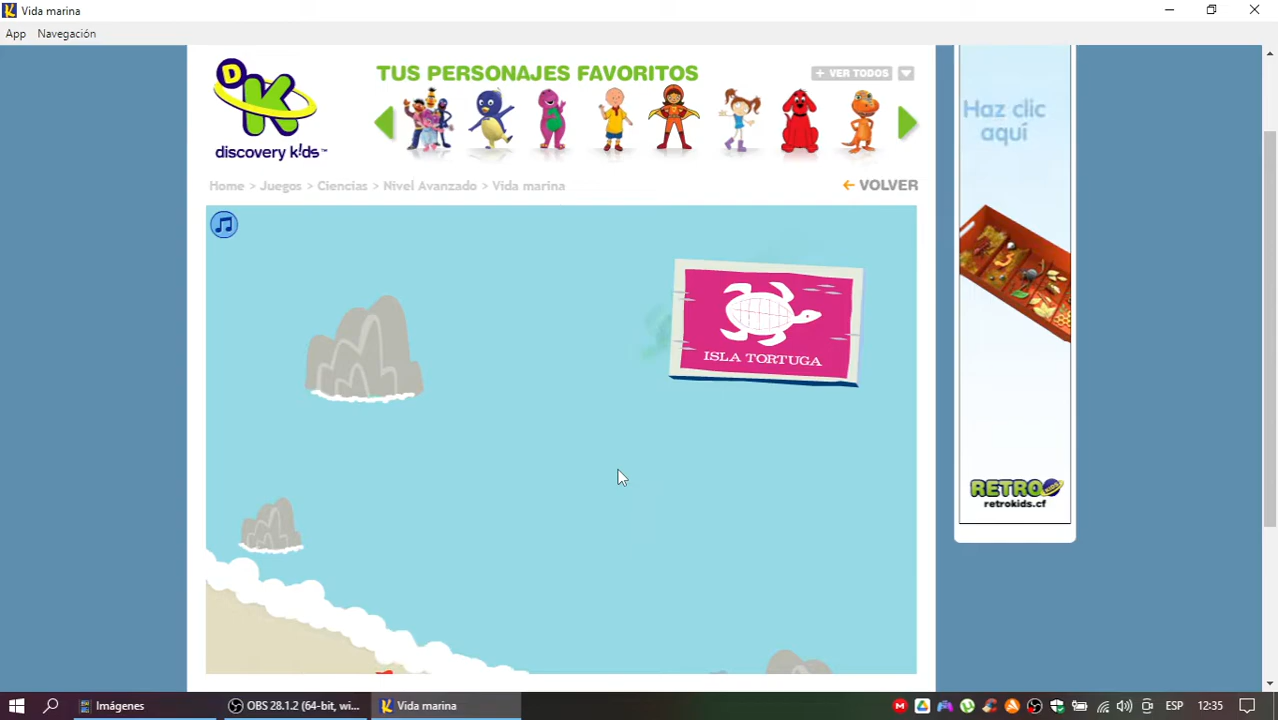 Vida marina
App Navegación
D K
discovery k!ds™
TUS PERSONAJES FAVORITOS
+ VER TODOS
Home > Juegos > Ciencias > Nivel Avanzado > Vida marina
← VOLVER
ISLA TORTUGA
Haz clic
aquí
RETRO KIDS
retrokids.cf
Imágenes
OBS 28.1.2 (64-bit, wi...
Vida marina
ESP
12:35